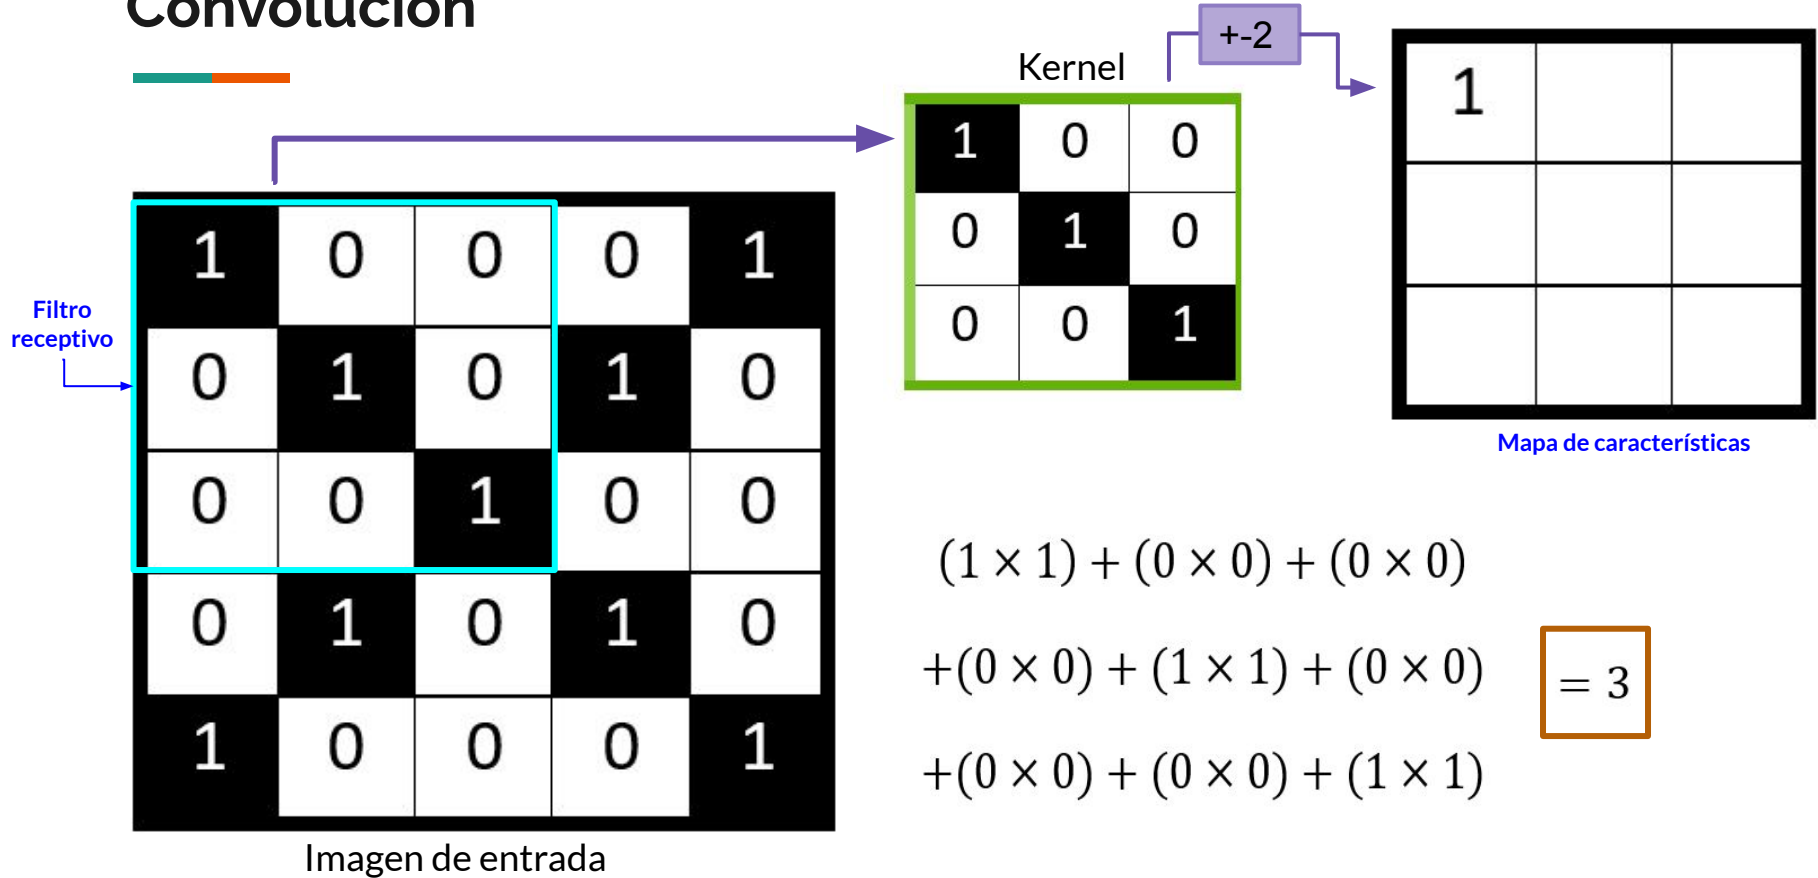 Convolución
+-2
Kernel
1 0 0
0 1 0
0 0 1
1
Filtro
receptivo
1 0 0 0 1
0 1 0 1 0
0 0 1 0 0
0 1 0 1 0
1 0 0 0 1
Imagen de entrada
Mapa de características
(1 × 1) + (0 × 0) + (0 × 0)
+(0 × 0) + (1 × 1) + (0 × 0)
+(0 × 0) + (0 × 0) + (1 × 1)
= 3